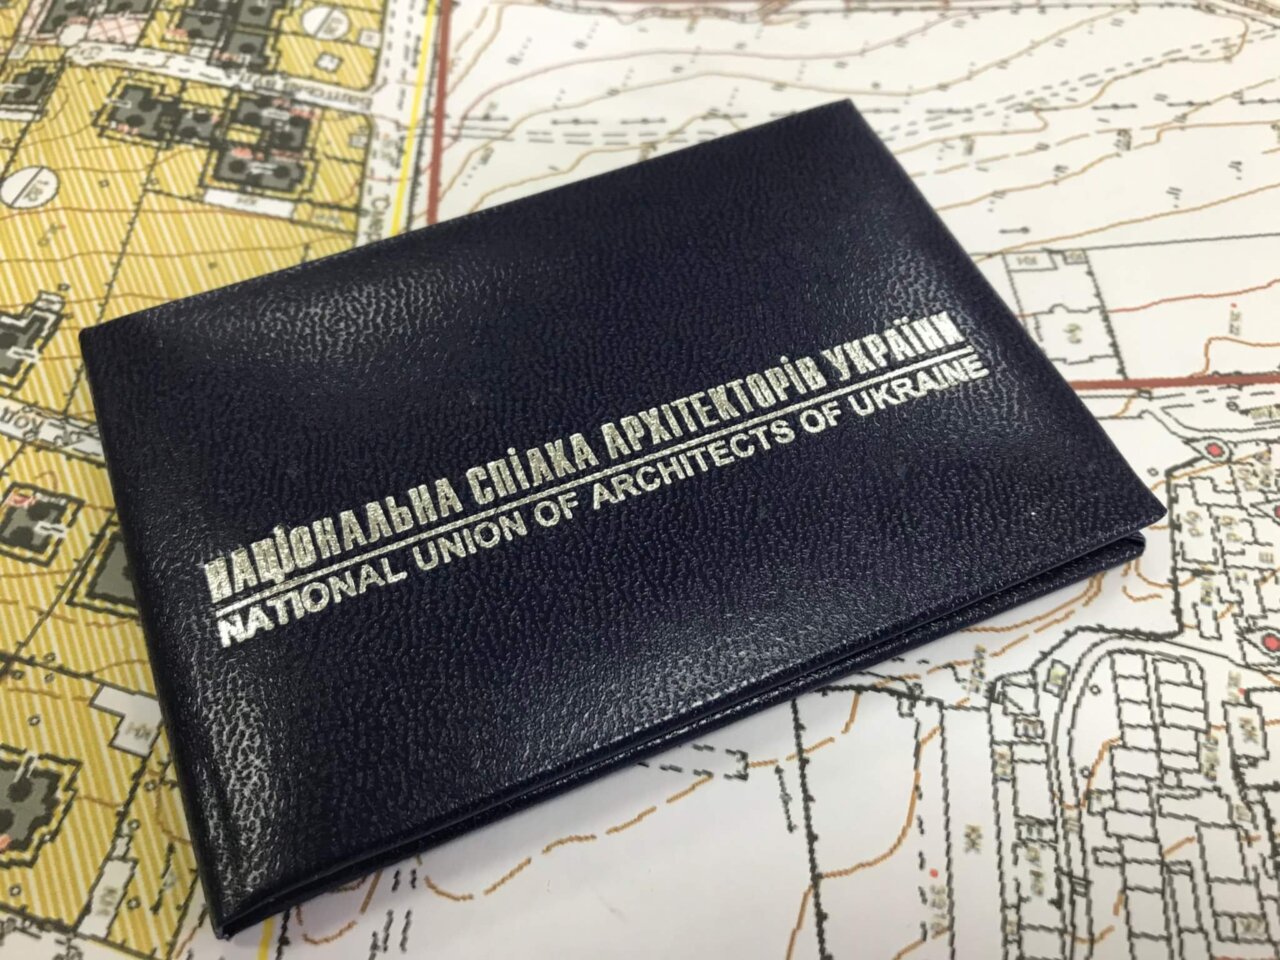 НАЦІОНАЛЬНА СПІЛКА АРХІТЕКТОРІВ УКРАЇНИ
NATIONAL UNION OF ARCHITECTS OF UKRAINE